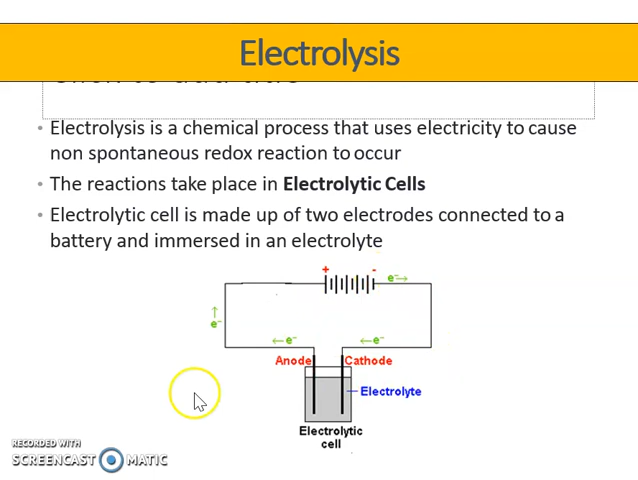 Electrolysis
• Electrolysis is a chemical process that uses electricity to cause
non spontaneous redox reaction to occur
• The reactions take place in Electrolytic Cells
• Electrolytic cell is made up of two electrodes connected to a
battery and immersed in an electrolyte
+ -
e⁻→
↑
e⁻
←e⁻ ←e⁻
Anode Cathode
Electrolyte
Electrolytic
cell
RECORDED WITH
SCREENCAST MATIC